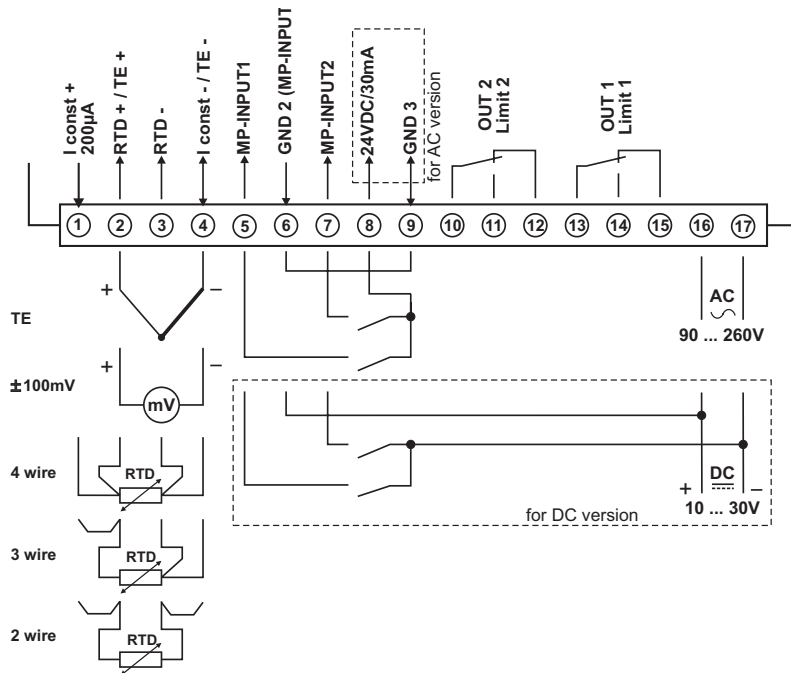 I const +
200µA
RTD + / TE +
RTD -
I const - / TE -
MP-INPUT1
GND 2 (MP-INPUT
MP-INPUT2
24VDC/30mA
GND 3
for AC version
OUT 2
Limit 2
OUT 1
Limit 1
1 2 3 4 5 6 7 8 9 10 11 12 13 14 15 16 17
+ −
TE
AC
90 ... 260V
+ −
±100mV
mV
4 wire
RTD
+ DC −
10 ... 30V
for DC version
3 wire
RTD
2 wire
RTD